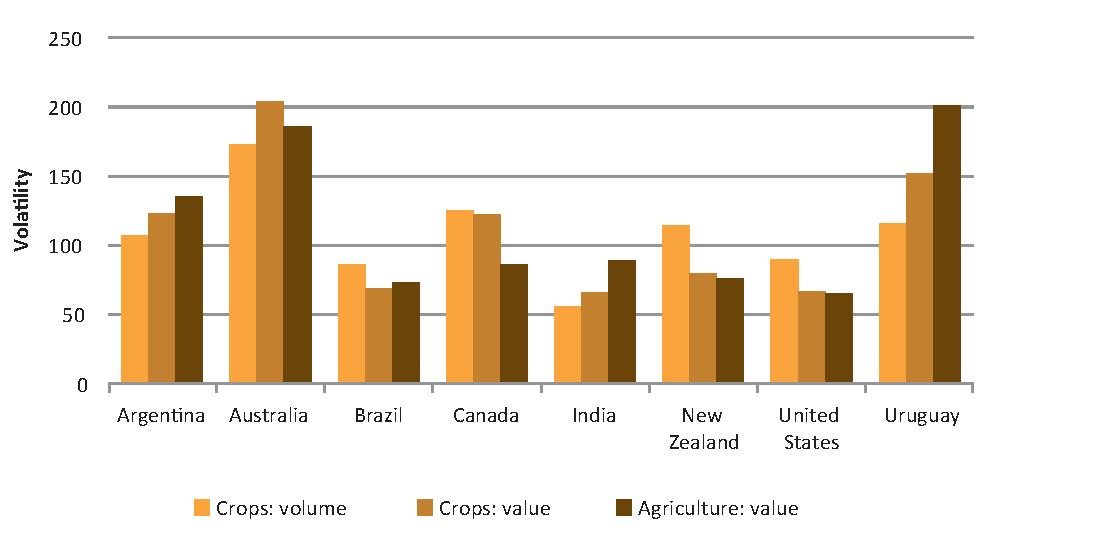 250
200
150
100
50
0
Volatility
Argentina
Australia
Brazil
Canada
India
New
Zealand
United
States
Uruguay
Crops: volume
Crops: value
Agriculture: value